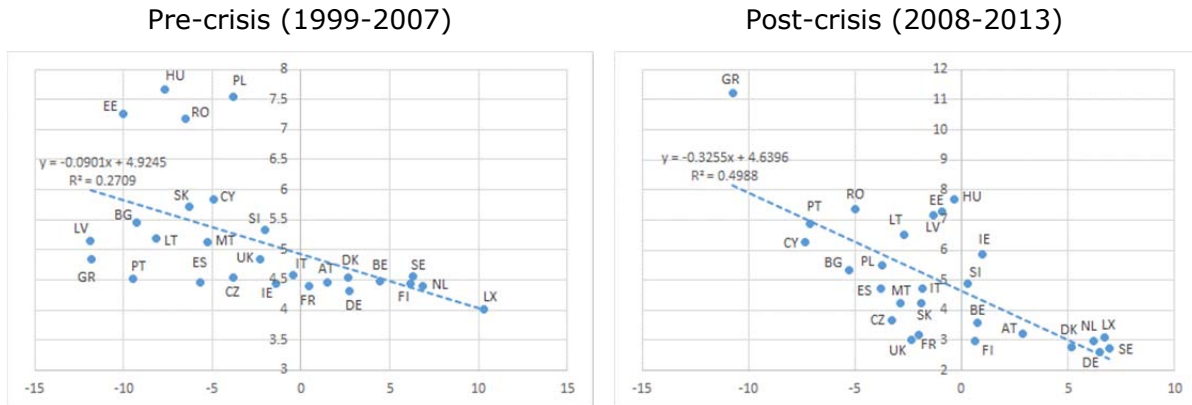 Pre-crisis (1999-2007)
Post-crisis (2008-2013)
8
HU
PL
7.5
EE
RO
7
6.5
y = -0.0901x + 4.9245
R² = 0.2709
6
SK
CY
5.5
BG
SI
LV
LT
MT
5
UK
GR
PT
ES
IT
DK
BE
SE
4.5
CZ
IE
FR
AT
DE
FI
NL
LX
4
3.5
3
-15
-10
-5
0
5
10
15
12
GR
11
10
9
y = -0.3255x + 4.6396
R² = 0.4988
8
RO
EE
HU
PT
7
LT
LV
CY
6
IE
BG
PL
5
SI
ES
MT
IT
4
CZ
SK
BE
UK
FR
3
FI
AT
DK
NL
LX
DE
SE
2
-15
-10
-5
0
5
10